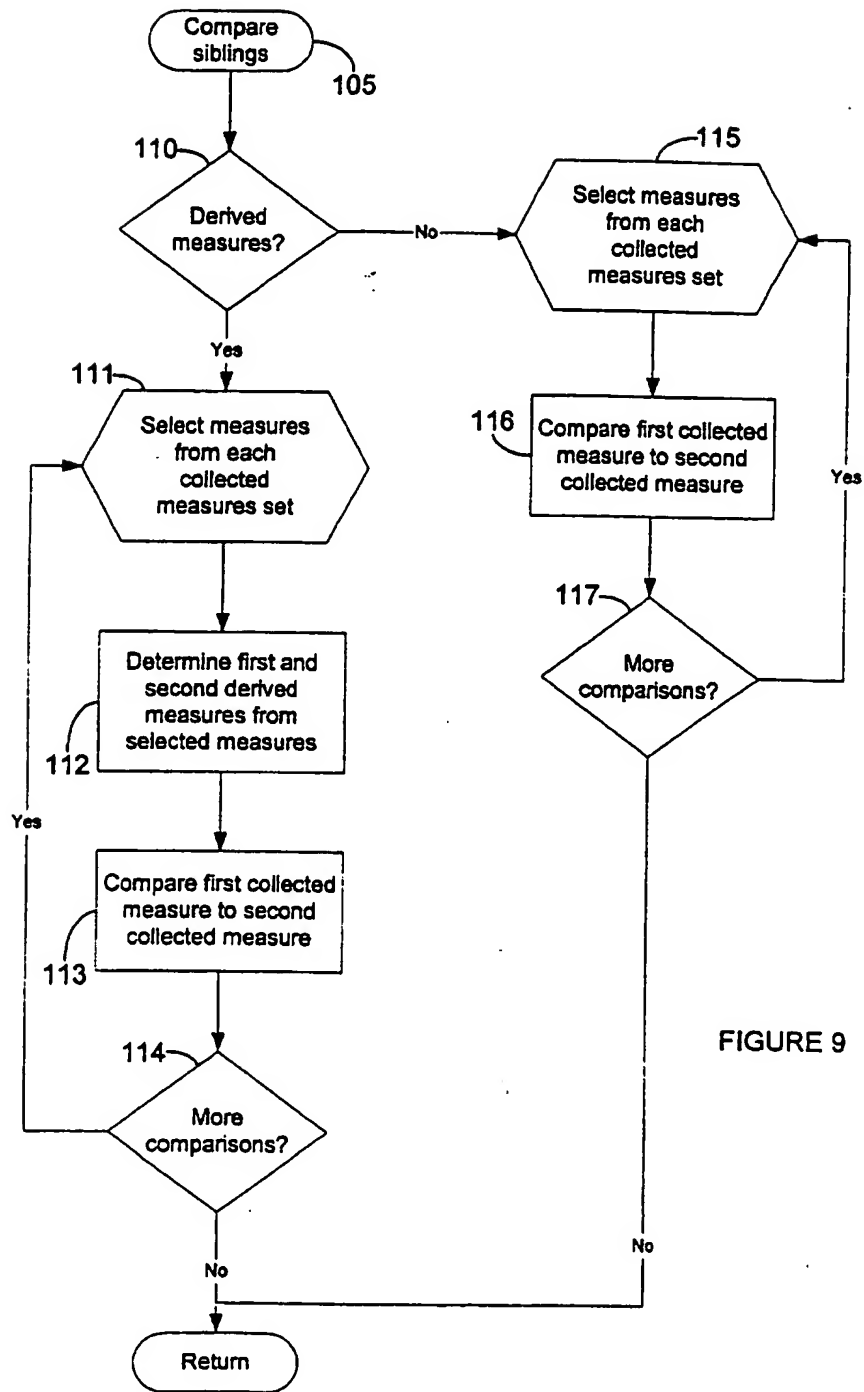 Compare
siblings
105
110
Derived
measures?
No
115
Select measures
from each
collected
measures set
Yes
111
Select measures
from each
collected
measures set
116
Compare first collected
measure to second
collected measure
Yes
117
More
comparisons?
Determine first and
second derived
measures from
selected measures
112
Yes
Compare first collected
measure to second
collected measure
113
114
More
comparisons?
FIGURE 9
No
No
Return